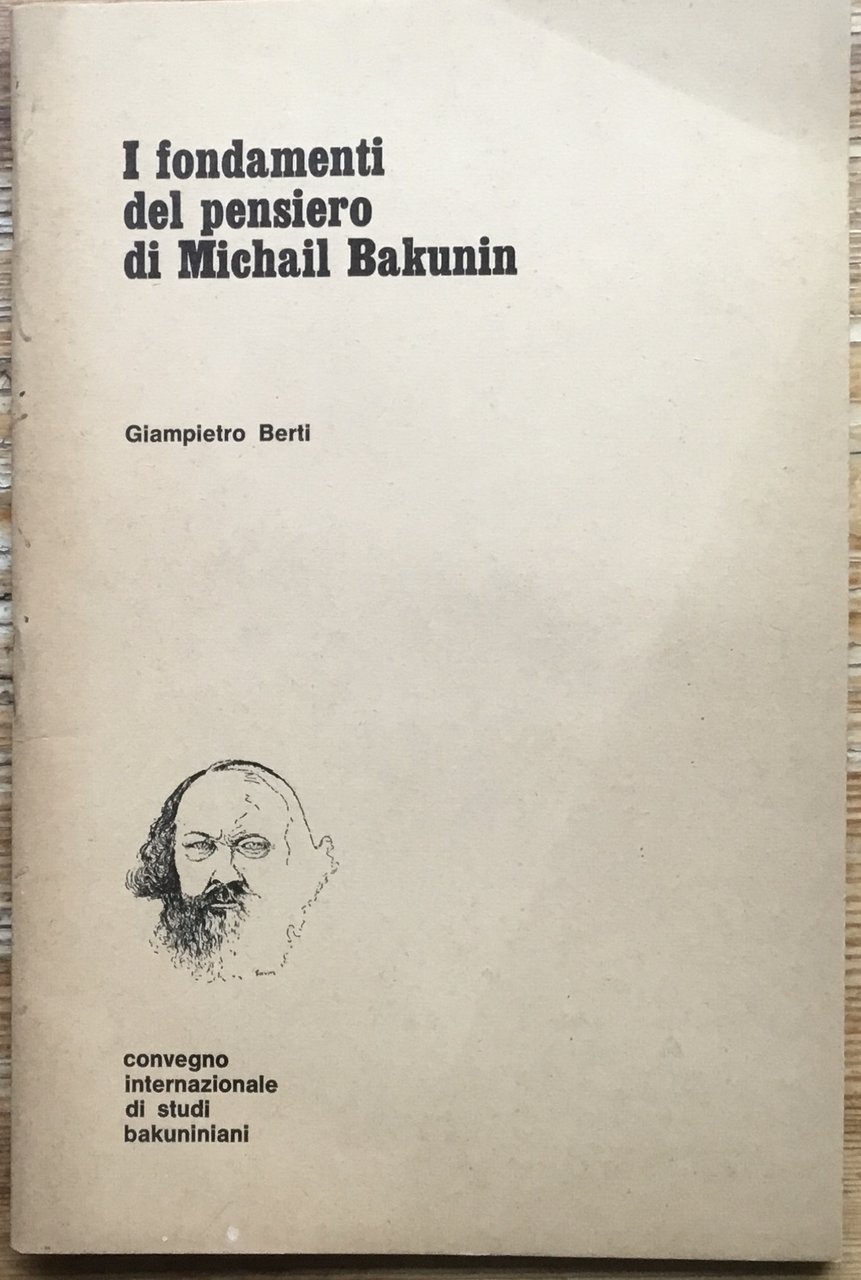 I fondamenti
del pensiero
di Michail Bakunin
Giampietro Berti
convegno
internazionale
di studi
bakuniniani